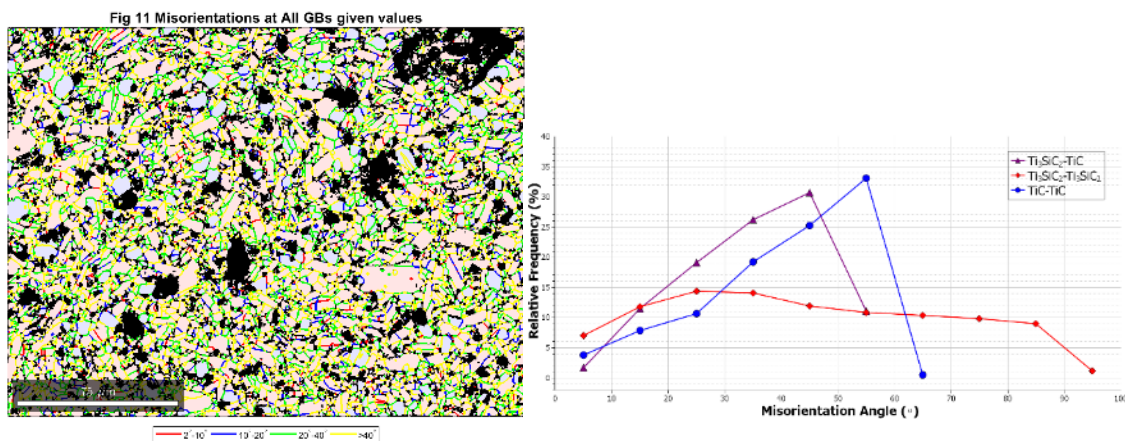 Fig 11 Misorientations at All GBs given values
75 µm
2°-10° 10°-20° 20°-40° >40°
Relative Frequency (%)
40
35
30
25
20
15
10
5
0
Ti₃SiC₂-TiC
Ti₃SiC₂-Ti₃SiC₂
TiC-TiC
0 10 20 30 40 50 60 70 80 90 100
Misorientation Angle (°)